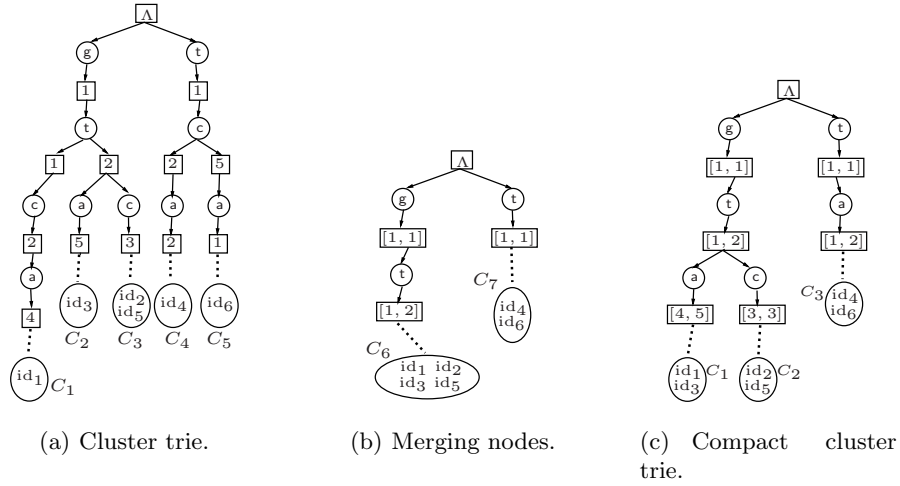 Λ
g t
1 1
t c
1 2 2 5
c a c a a
2 5 3 2 1
a
4
id3 id2 id5 id4 id6
C2 C3 C4 C5
id1 C1
(a) Cluster trie.
Λ
g t
[1, 1] [1, 1]
t
[1, 2]
C7
id4
id6
C6
id1 id2
id3 id5
(b) Merging nodes.
Λ
g t
[1, 1] [1, 1]
t a
[1, 2] [1, 2]
a c
[4, 5] [3, 3]
C3 id4
id6
id1 C1 id2 C2
id3 id5
(c) Compact cluster
trie.